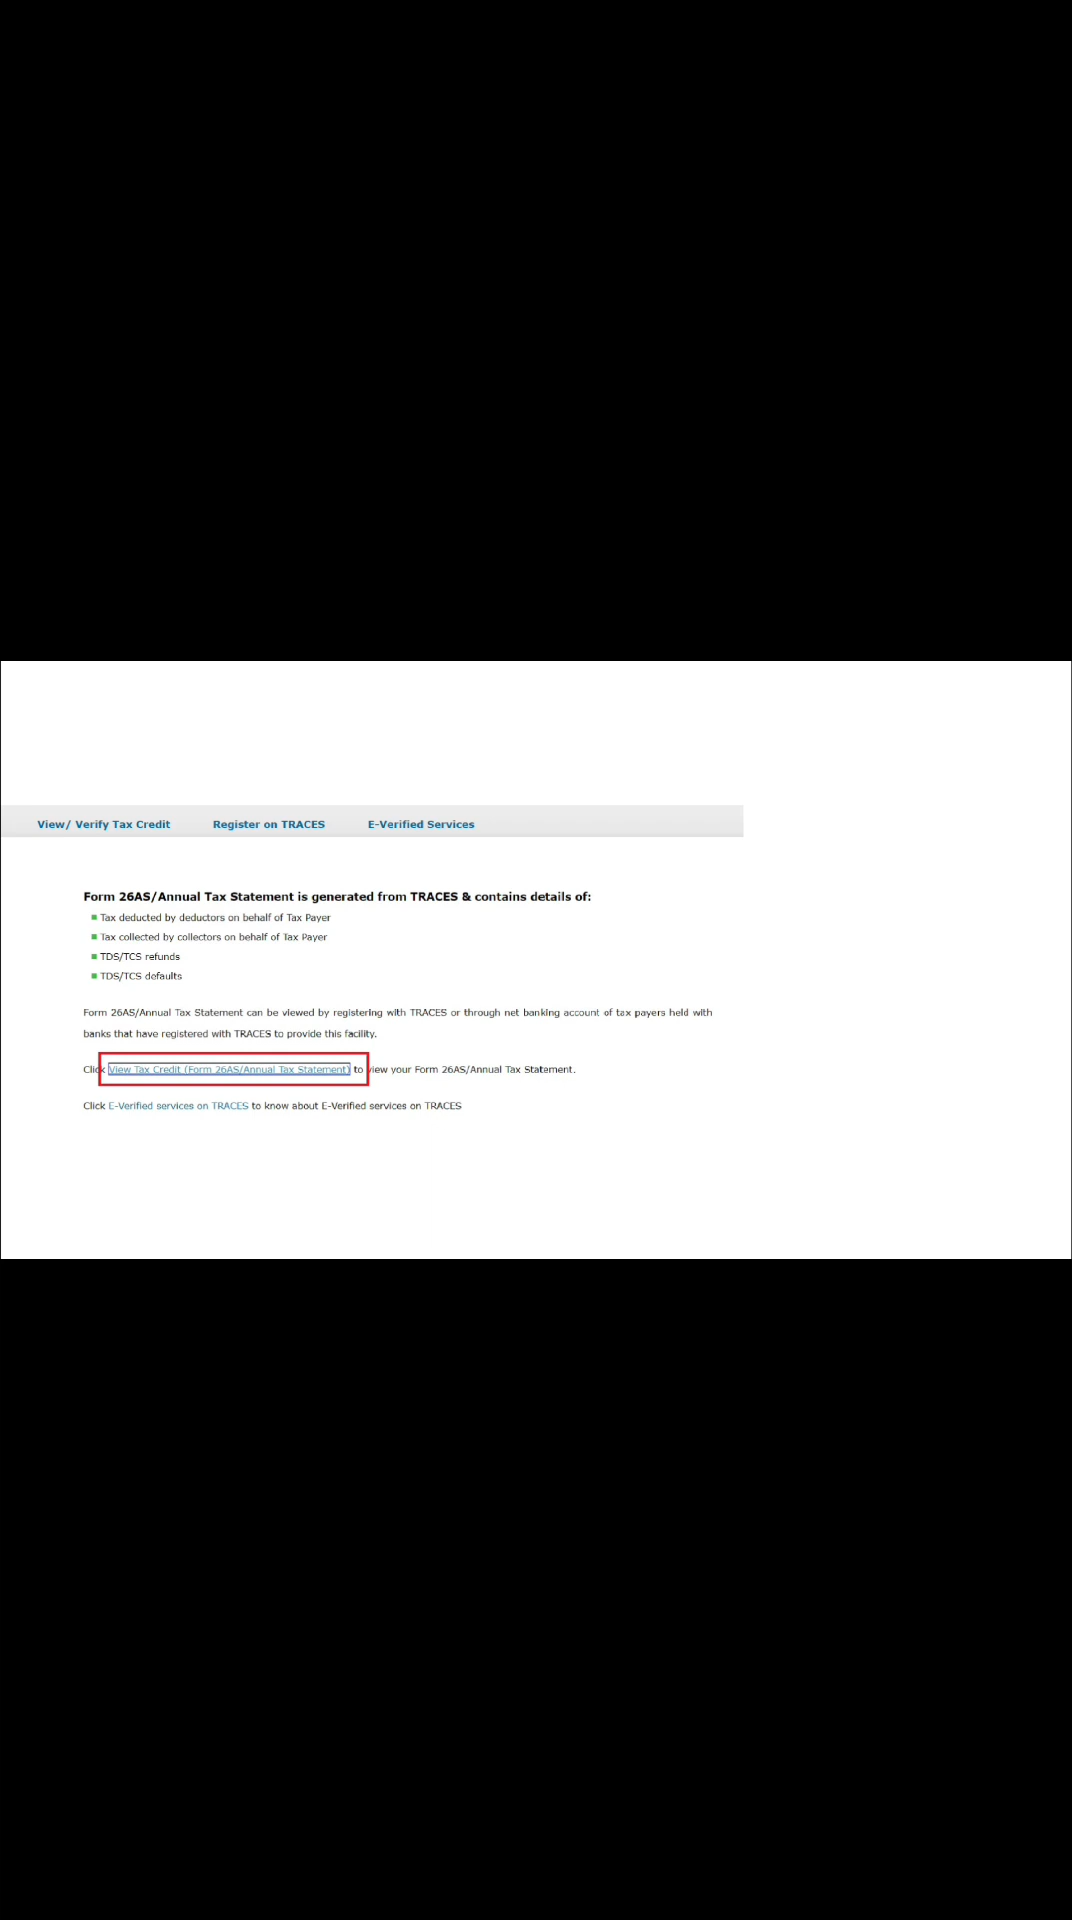 View/ Verify Tax Credit Register on TRACES E-Verified Services
Form 26AS/Annual Tax Statement is generated from TRACES & contains details of:
Tax deducted by deductors on behalf of Tax Payer
Tax collected by collectors on behalf of Tax Payer
TDS/TCS refunds
TDS/TCS defaults
Form 26AS/Annual Tax Statement can be viewed by registering with TRACES or through net banking account of tax payers held with
banks that have registered with TRACES to provide this facility.
Click View Tax Credit (Form 26AS/Annual Tax Statement) to view your Form 26AS/Annual Tax Statement.
Click E-Verified services on TRACES to know about E-Verified services on TRACES